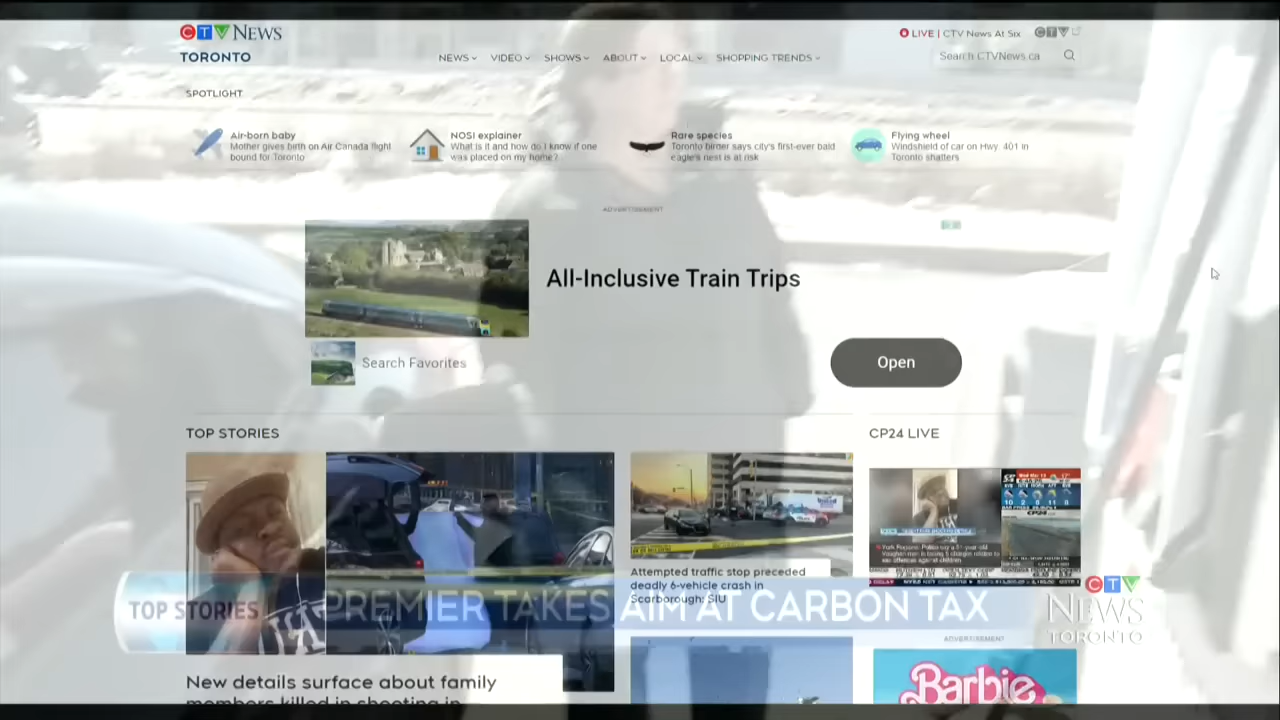 CTV NEWS
LIVE | CTV News At Six
CTV
TORONTO
NEWS
VIDEO
SHOWS
ABOUT
LOCAL
SHOPPING TRENDS
Search CTVNews.ca
SPOTLIGHT
Air-born baby
Mother gives birth on Air Canada flight
bound for Toronto
NOSI explainer
What is it and how do I know if one
was placed on my home?
Rare species
Toronto birder says city's first-ever bald
eagle's nest is at risk
Flying wheel
Windshield of car on Hwy. 401 in
Toronto shatters
ADVERTISEMENT
All-Inclusive Train Trips
Search Favorites
Open
TOP STORIES
CP24 LIVE
Attempted traffic stop preceded
deadly 6-vehicle crash in
Scarborough: SIU
TOP STORIES
PREMIER TAKES AIM AT CARBON TAX
CTV
NEWS
TORONTO
ADVERTISEMENT
Barbie
New details surface about family
members killed in shooting in